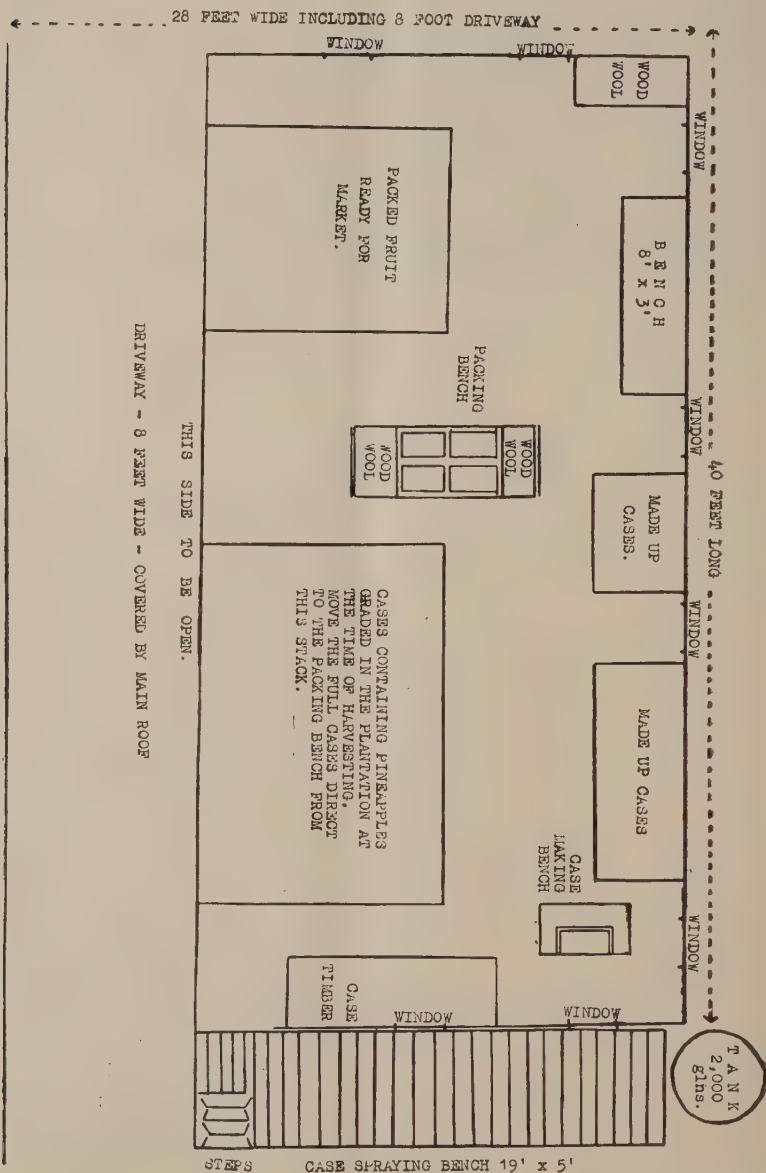 28 FEET WIDE INCLUDING 8 FOOT DRIVEWAY
WINDOW
WINDOW
WOOD
WOOL
WINDOW
PACKED FRUIT
READY FOR
MARKET.
BENCH
8' x 3'
PACKING
BENCH
WINDOW
40 FEET LONG
WOOD
WOOL
WOOD
WOOL
MADE UP
CASES.
WINDOW
THIS SIDE TO BE OPEN.
DRIVEWAY - 8 FEET WIDE - COVERED BY MAIN ROOF
CASES CONTAINING PINEAPPLES
GRADED IN THE PLANTATION AT
THE TIME OF HARVESTING.
MOVE THE FULL CASES DIRECT
TO THE PACKING BENCH FROM
THIS STACK.
MADE UP CASES
CASE
MAKING
BENCH
WINDOW
CASE
TIMBER
WINDOW
WINDOW
TANK
2,000
glns.
STEPS
CASE SPRAYING BENCH 19' x 5'